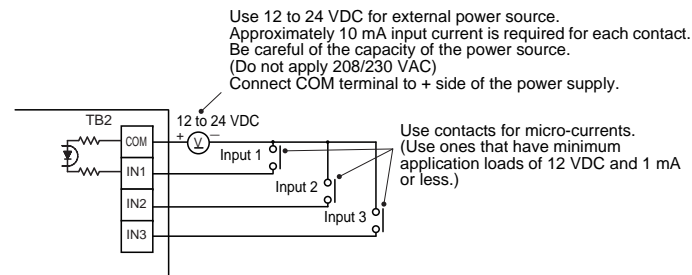 Use 12 to 24 VDC for external power source.
Approximately 10 mA input current is required for each contact.
Be careful of the capacity of the power source.
(Do not apply 208/230 VAC)
Connect COM terminal to + side of the power supply.
TB2
12 to 24 VDC
COM
+
V
–
Input 1
Use contacts for micro-currents.
(Use ones that have minimum
application loads of 12 VDC and 1 mA
or less.)
IN1
Input 2
IN2
Input 3
IN3